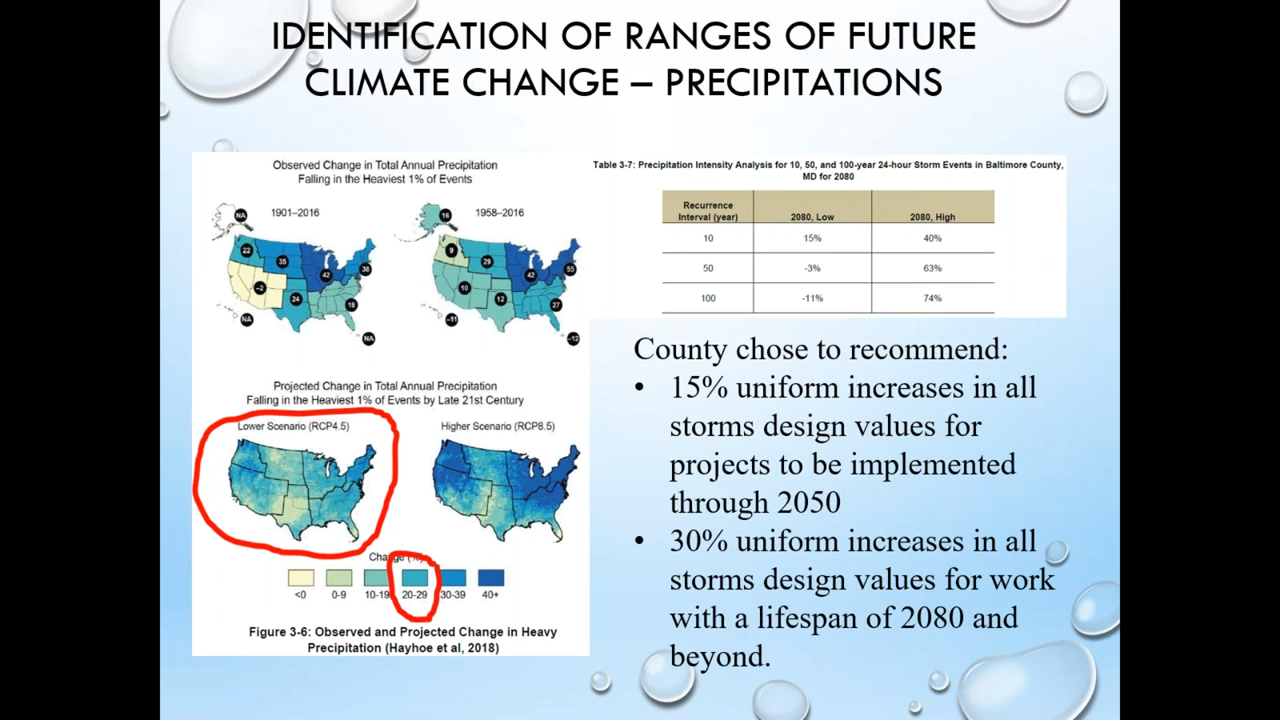 IDENTIFICATION OF RANGES OF FUTURE
CLIMATE CHANGE – PRECIPITATIONS
Observed Change in Total Annual Precipitation
Falling in the Heaviest 1% of Events
1901–2016
1958–2016
NA
22
35
42
38
-2
24
18
NA
NA
16
9
29
42
55
10
12
27
-11
-12
Projected Change in Total Annual Precipitation
Falling in the Heaviest 1% of Events by Late 21st Century
Lower Scenario (RCP4.5)
Higher Scenario (RCP8.5)
Change (%)
<0
0-9
10-19
20-29
30-39
40+
Figure 3-6: Observed and Projected Change in Heavy
Precipitation (Hayhoe et al, 2018)
Table 3-7: Precipitation Intensity Analysis for 10, 50, and 100-year 24-hour Storm Events in Baltimore County,
MD for 2080
Recurrence
Interval (year) 2080, Low 2080, High
10 15% 40%
50 -3% 63%
100 -11% 74%
County chose to recommend:
• 15% uniform increases in all
storms design values for
projects to be implemented
through 2050
• 30% uniform increases in all
storms design values for work
with a lifespan of 2080 and
beyond.